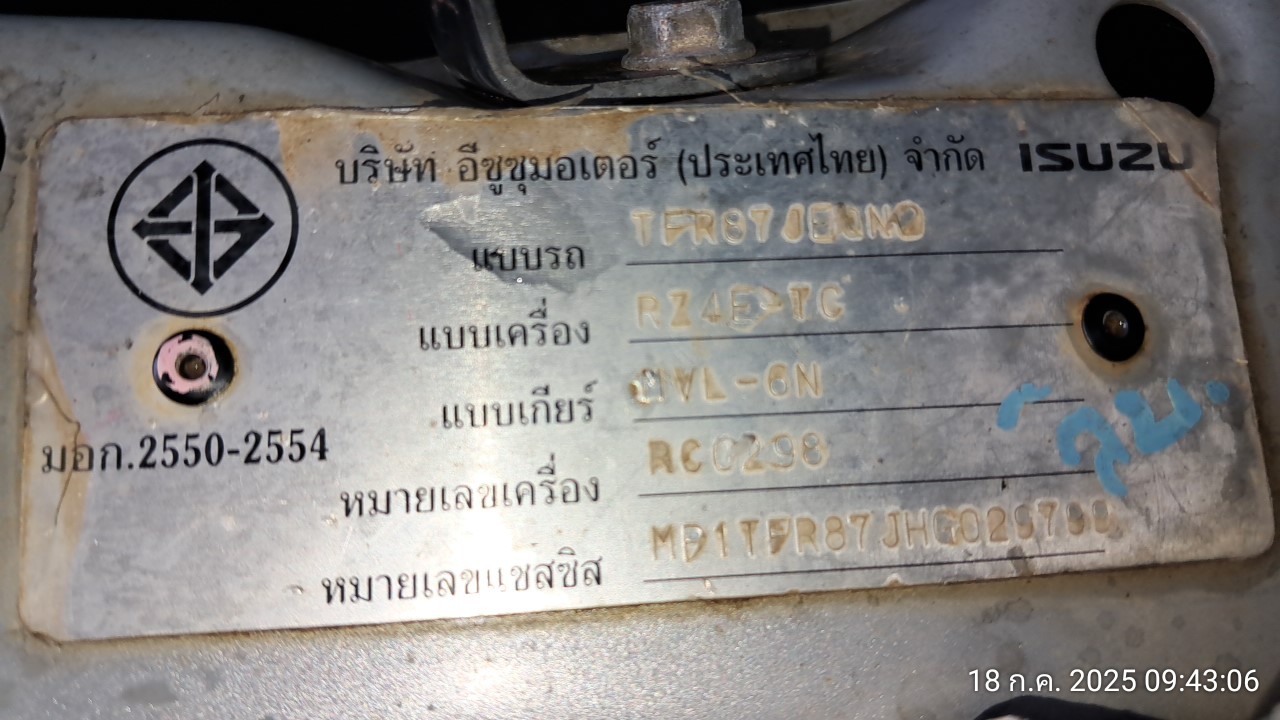 บริษัท อีซูซุมอเตอร์ (ประเทศไทย) จำกัด ISUZU
แบบรถ
แบบเครื่อง RZ4E-TC
แบบเกียร์ MVL-6N
มอก.2550-2554
หมายเลขเครื่อง
หมายเลขแชสซิส
18 ก.ค. 2025 09:43:06